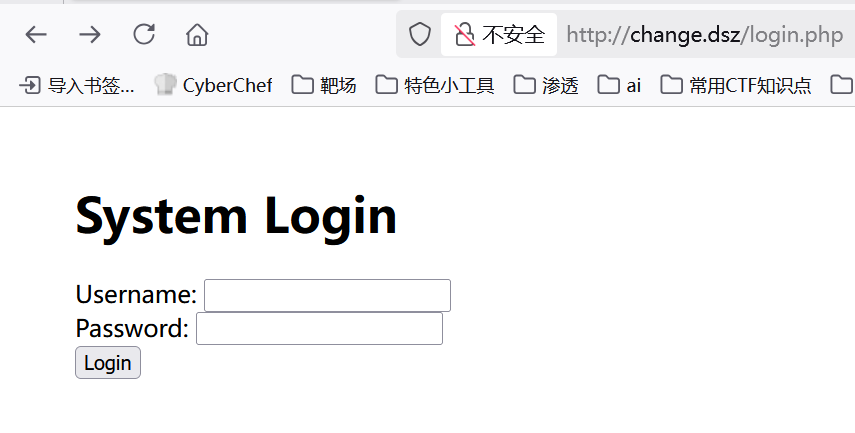 不安全 http://change.dsz/login.php
导入书签... CyberChef 靶场 特色小工具 渗透 ai 常用CTF知识点
System Login
Username:
Password:
Login